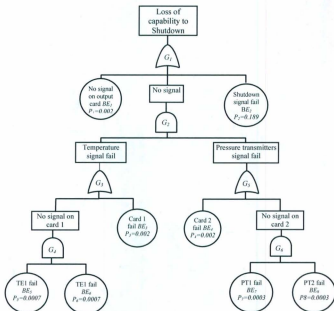 Loss of
capability to
Shutdown
G1
No signal
on output
card BE1
P1=0.002
No signal
Shutdown
signal fail
BE2
P2=0.189
G2
Temperature
signal fail
Pressure transmitters
signal fail
G3
G5
No signal on
card 1
Card 1
fail BE3
P3=0.002
Card 2
fail BE4
P4=0.002
No signal on
card 2
G4
G6
TE1 fail
BE5
P5=0.0007
TE1 fail
BE6
P6=0.0007
PT1 fail
BE7
P7=0.0003
PT2 fail
BE8
P8=0.0003